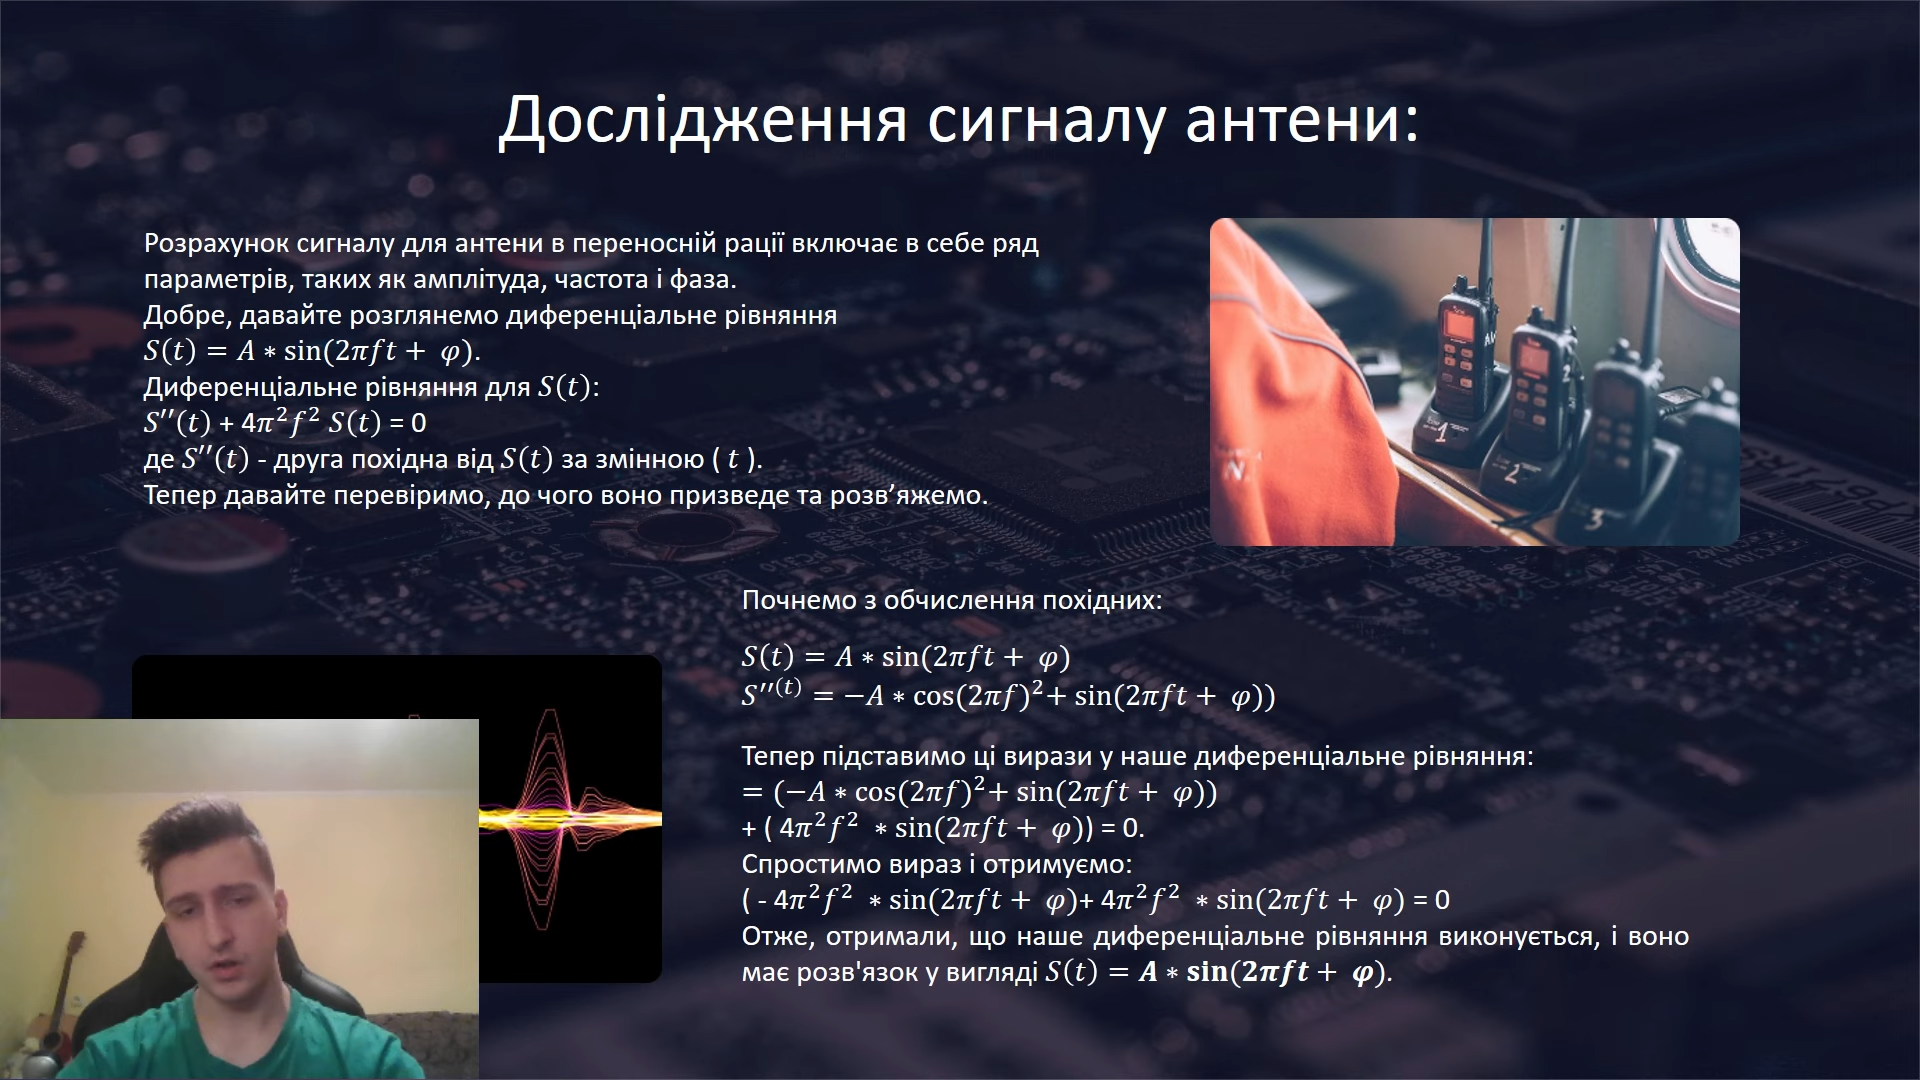 Дослідження сигналу антени:
Розрахунок сигналу для антени в переносній рації включає в себе ряд
параметрів, таких як амплітуда, частота і фаза.
Добре, давайте розглянемо диференціальне рівняння
S(t) = A ∗ sin(2πft + φ).
Диференціальне рівняння для S(t):
S′′(t) + 4π²f² S(t) = 0
де S′′(t) - друга похідна від S(t) за змінною ( t ).
Тепер давайте перевіримо, до чого воно призведе та розв’яжемо.
1
2
3
Почнемо з обчислення похідних:
S(t) = A ∗ sin(2πft + φ)
S′′⁽ᵗ⁾ = −A ∗ cos(2πf)²+ sin(2πft + φ))
Тепер підставимо ці вирази у наше диференціальне рівняння:
= (−A ∗ cos(2πf)²+ sin(2πft + φ))
+ ( 4π²f² ∗ sin(2πft + φ)) = 0.
Спростимо вираз і отримуємо:
( - 4π²f² ∗ sin(2πft + φ)+ 4π²f² ∗ sin(2πft + φ) = 0
Отже, отримали, що наше диференціальне рівняння виконується, і воно
має розв'язок у вигляді S(t) = A ∗ sin(2πft + φ).